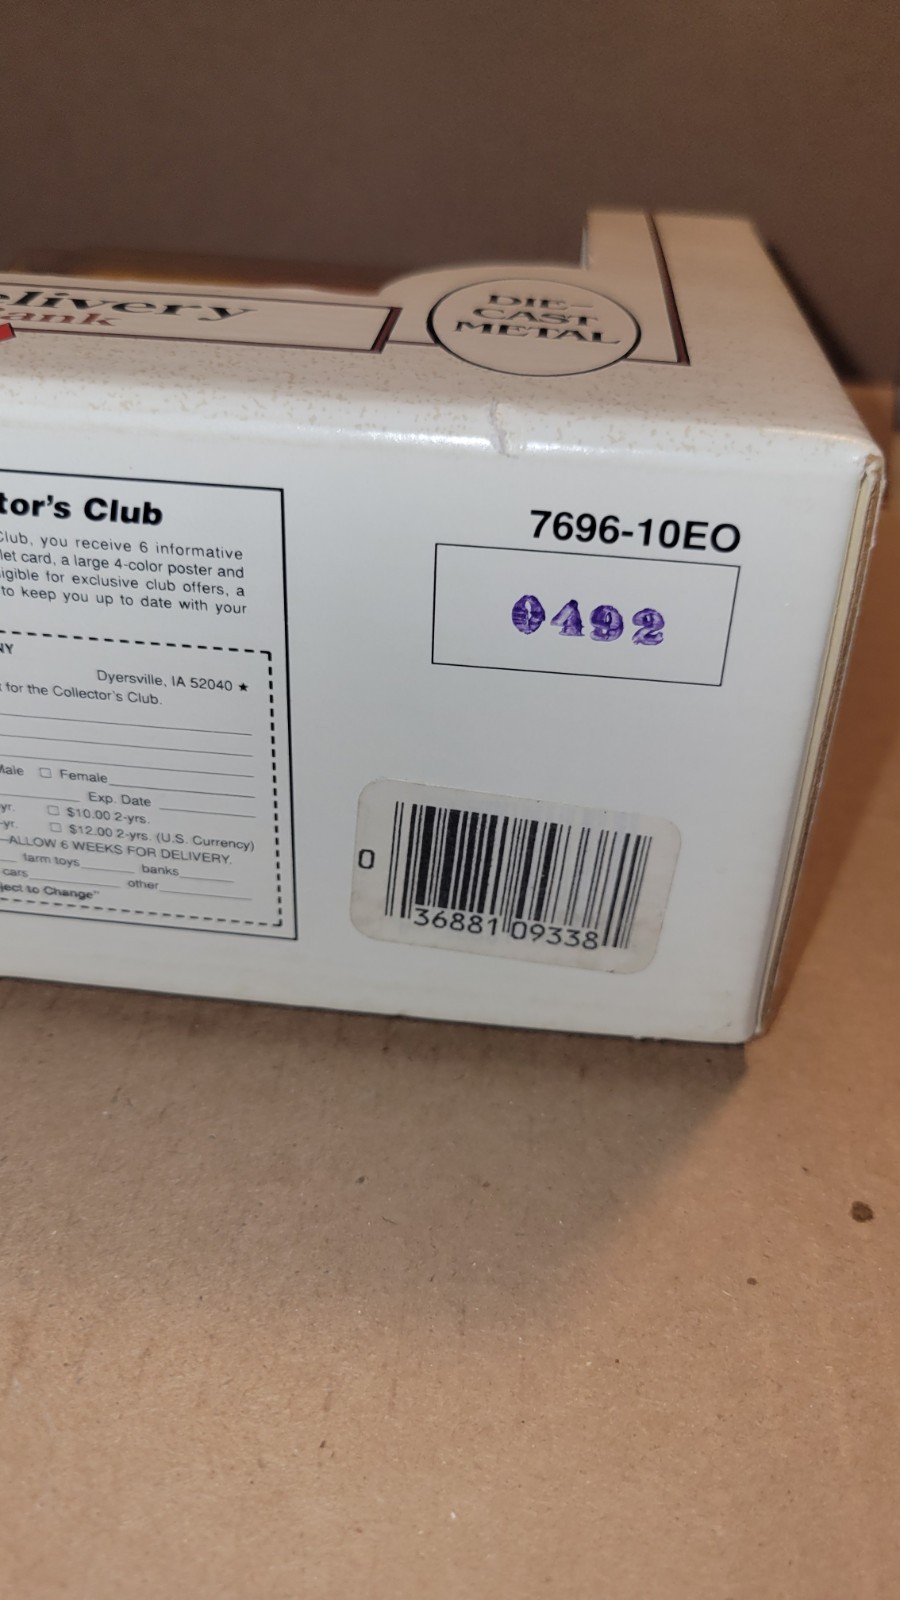 elivery
ank
DIE-
CAST
METAL
tor's Club
Club, you receive 6 informative
let card, a large 4-color poster and
igible for exclusive club offers, a
to keep you up to date with your
NY
Dyersville, IA 52040 ★
for the Collector's Club.
Male ☐ Female
Exp. Date
yr. ☐ $10.00 2-yrs.
-yr. ☐ $12.00 2-yrs. (U.S. Currency)
—ALLOW 6 WEEKS FOR DELIVERY.
farm toys banks
cars other
ject to Change"
7696-10EO
0492
0 36881 09338